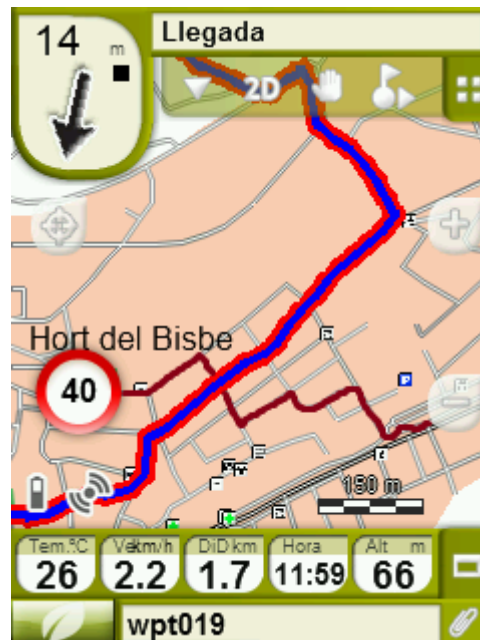 14 m
Llegada
2D
Hort del Bisbe
40
P
150 m
Tem.ºC
26
Vel km/h
2.2
DiD km
1.7
Hora
11:59
Alt m
66
wpt019